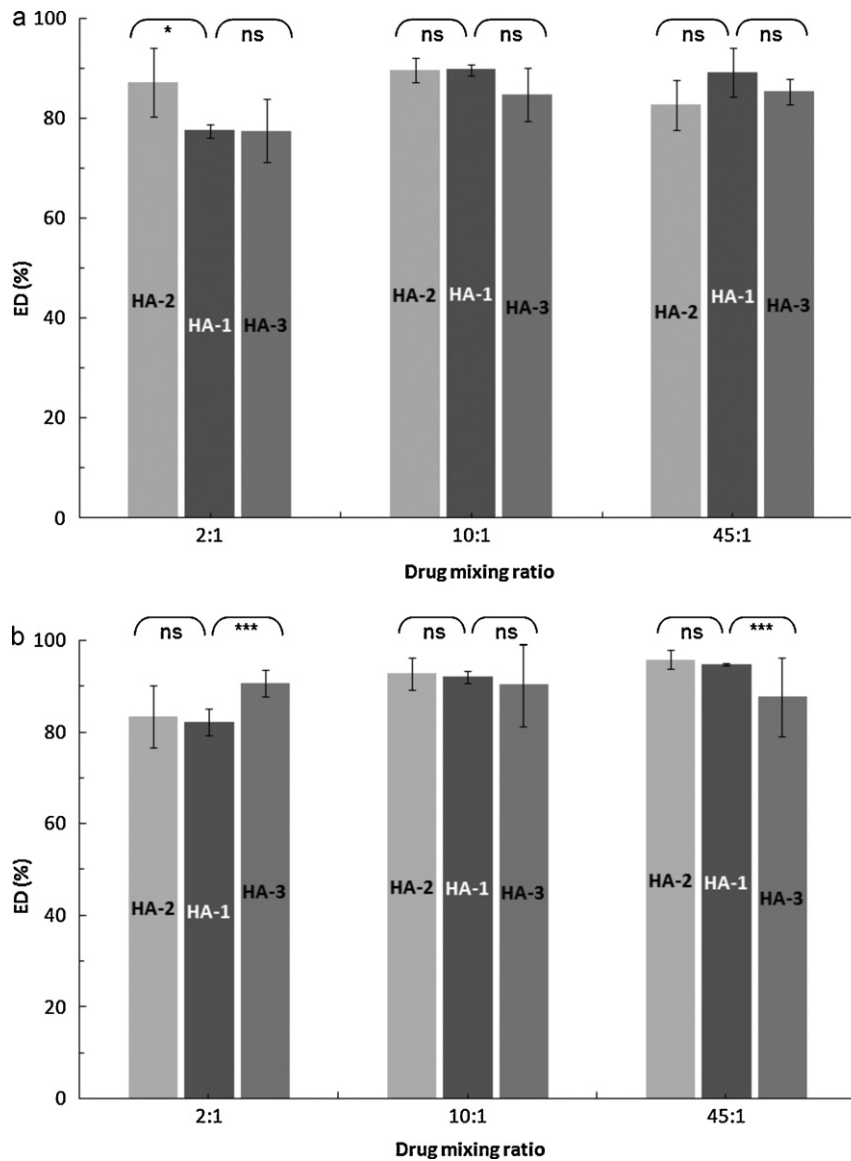 a
* ns ns ns ns ns
100
80
60
40
20
0
ED (%)
HA-2 HA-1 HA-3 HA-2 HA-1 HA-3 HA-2 HA-1 HA-3
2:1 10:1 45:1
Drug mixing ratio
b
ns *** ns ns ns ***
100
80
60
40
20
0
ED (%)
HA-2 HA-1 HA-3 HA-2 HA-1 HA-3 HA-2 HA-1 HA-3
2:1 10:1 45:1
Drug mixing ratio